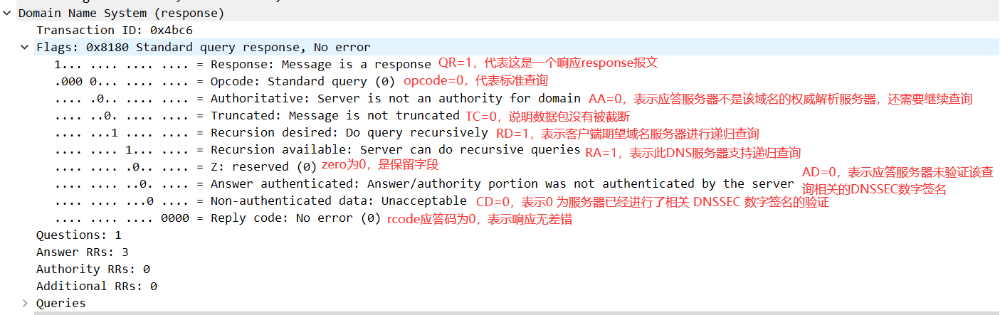 Domain Name System (response)
Transaction ID: 0x4bc6
Flags: 0x8180 Standard query response, No error
1... .... .... .... = Response: Message is a response QR=1，代表这是一个响应response报文
.000 0... .... .... = Opcode: Standard query (0) opcode=0，代表标准查询
.... .0.. .... .... = Authoritative: Server is not an authority for domain AA=0，表示应答服务器不是该域名的权威解析服务器，还需要继续查询
.... ..0. .... .... = Truncated: Message is not truncated TC=0，说明数据包没有被截断
.... ...1 .... .... = Recursion desired: Do query recursively RD=1，表示客户端期望域名服务器进行递归查询
.... .... 1... .... = Recursion available: Server can do recursive queries RA=1，表示此DNS服务器支持递归查询
.... .... .0.. .... = Z: reserved (0) zero为0，是保留字段
.... .... ..0. .... = Answer authenticated: Answer/authority portion was not authenticated by the server AD=0，表示应答服务器未验证该查
询相关的DNSSEC数字签名
.... .... ...0 .... = Non-authenticated data: Unacceptable CD=0，表示0 为服务器已经进行了相关 DNSSEC 数字签名的验证
.... .... .... 0000 = Reply code: No error (0) rcode应答码为0，表示响应无差错
Questions: 1
Answer RRs: 3
Authority RRs: 0
Additional RRs: 0
Queries